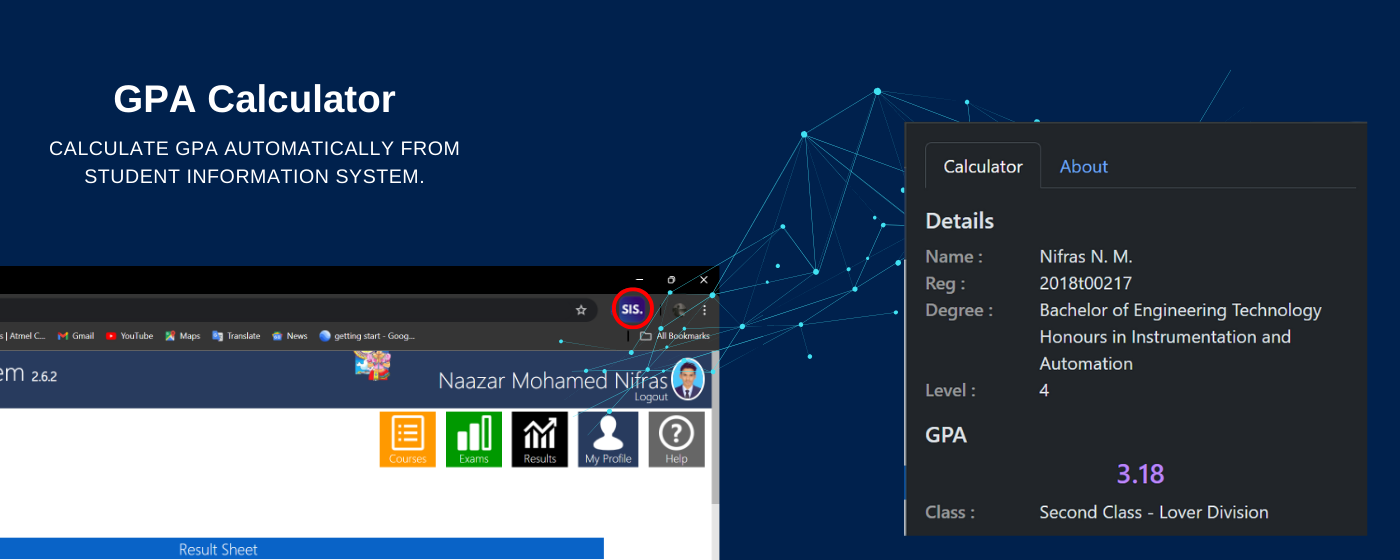 GPA Calculator
CALCULATE GPA AUTOMATICALLY FROM
STUDENT INFORMATION SYSTEM.
SIS.
s | Atmel C... Gmail YouTube Maps Translate News getting start - Goog... All Bookmarks
em 2.6.2
Naazar Mohamed Nifras
Logout
Courses Exams Results My Profile Help
Result Sheet
Calculator About
Details
Name : Nifras N. M.
Reg : 2018t00217
Degree : Bachelor of Engineering Technology
Honours in Instrumentation and
Automation
Level : 4
GPA
3.18
Class : Second Class - Lover Division